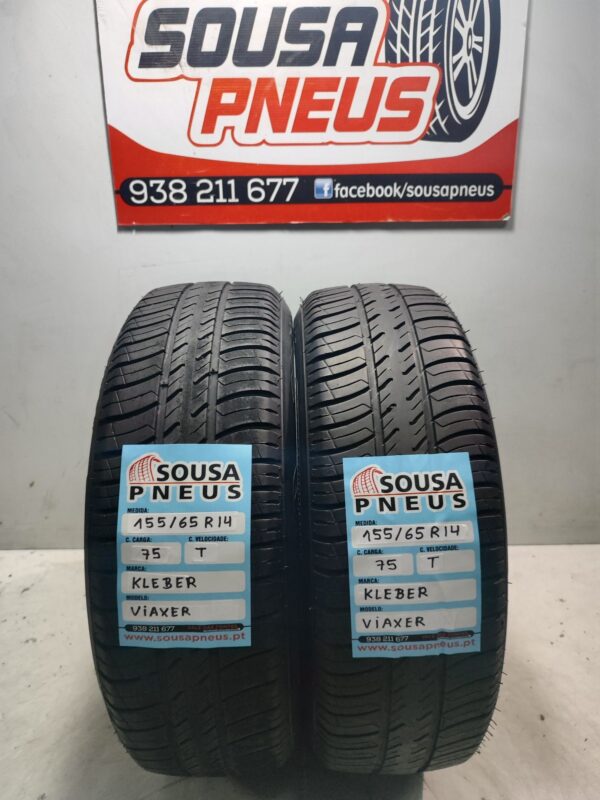 SOUSA
PNEUS
938 211 677
facebook/sousapneus
SOUSA
PNEUS
MEDIDA:
155/65 R14
C. CARGA:
C. VELOCIDADE:
75
T
MARCA:
KLEBER
MODELO:
VIAXER
938 211 677
www.sousapneus.pt
SOUSA
PNEUS
MEDIDA:
155/65 R14
C. CARGA:
C. VELOCIDADE:
75
T
MARCA:
KLEBER
MODELO:
VIAXER
938 211 677
www.sousapneus.pt